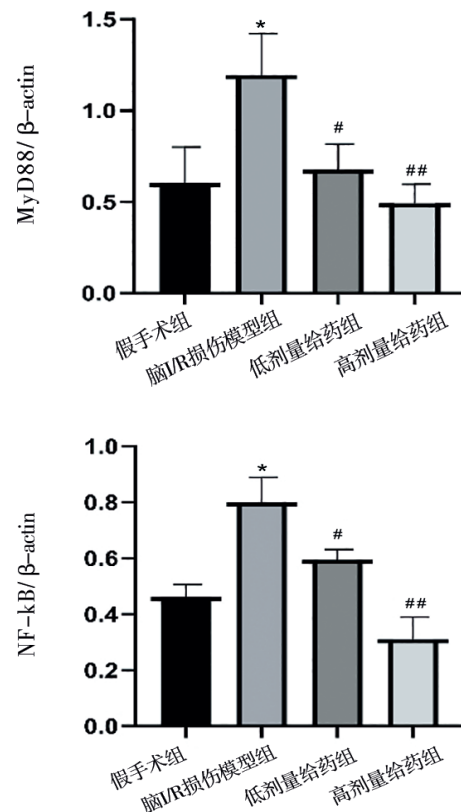 MyD88/ β-actin
1.5
1.0
0.5
0.0
*
#
##
假手术组
脑I/R损伤模型组
低剂量给药组
高剂量给药组
NF-kB/ β-actin
1.0
0.8
0.6
0.4
0.2
0.0
*
#
##
假手术组
脑I/R损伤模型组
低剂量给药组
高剂量给药组